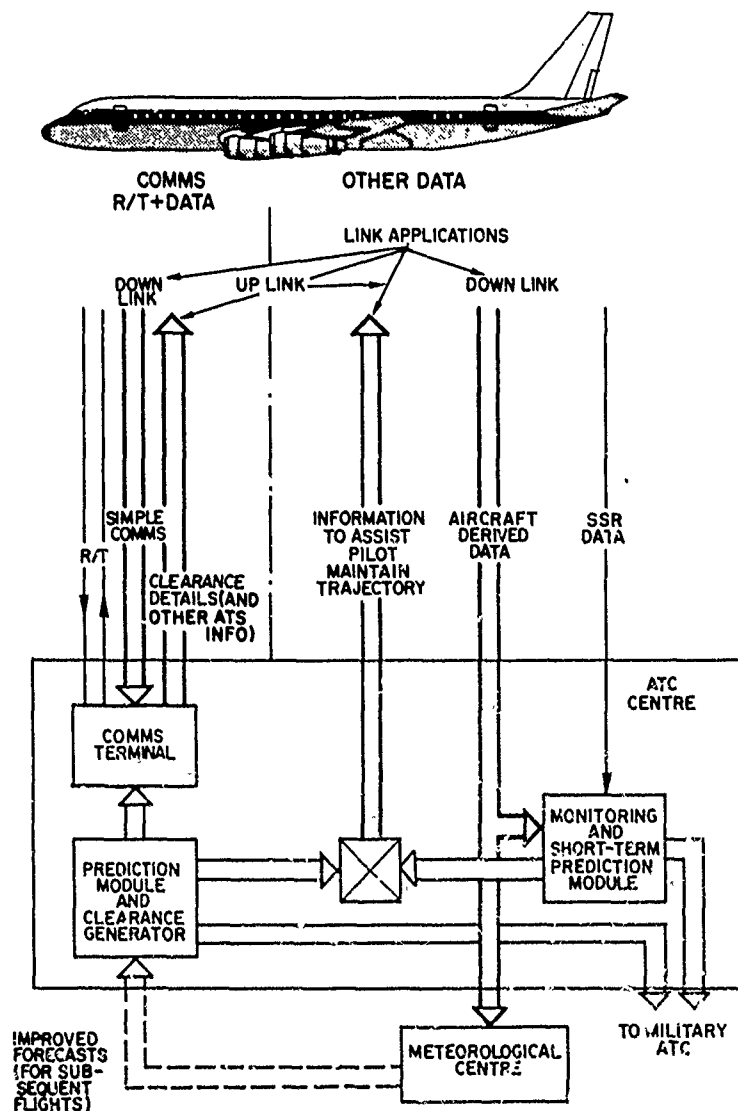 COMMS
R/T+DATA
OTHER DATA
LINK APPLICATIONS
DOWN
LINK
UP LINK
DOWN LINK
R/T
SIMPLE
COMMS
CLEARANCE
DETAILS(AND
OTHER ATS
INFO)
INFORMATION
TO ASSIST
PILOT
MAINTAIN
TRAJECTORY
AIRCRAFT
DERIVED
DATA
SSR
DATA
ATC
CENTRE
COMMS
TERMINAL
MONITORING
AND
SHORT-TERM
PREDICTION
MODULE
PREDICTION
MODULE
AND
CLEARANCE
GENERATOR
IMPROVED
FORECASTS
(FOR SUB-
SEQUENT
FLIGHTS)
METEOROLOGICAL
CENTRE
TO MILITARY
ATC